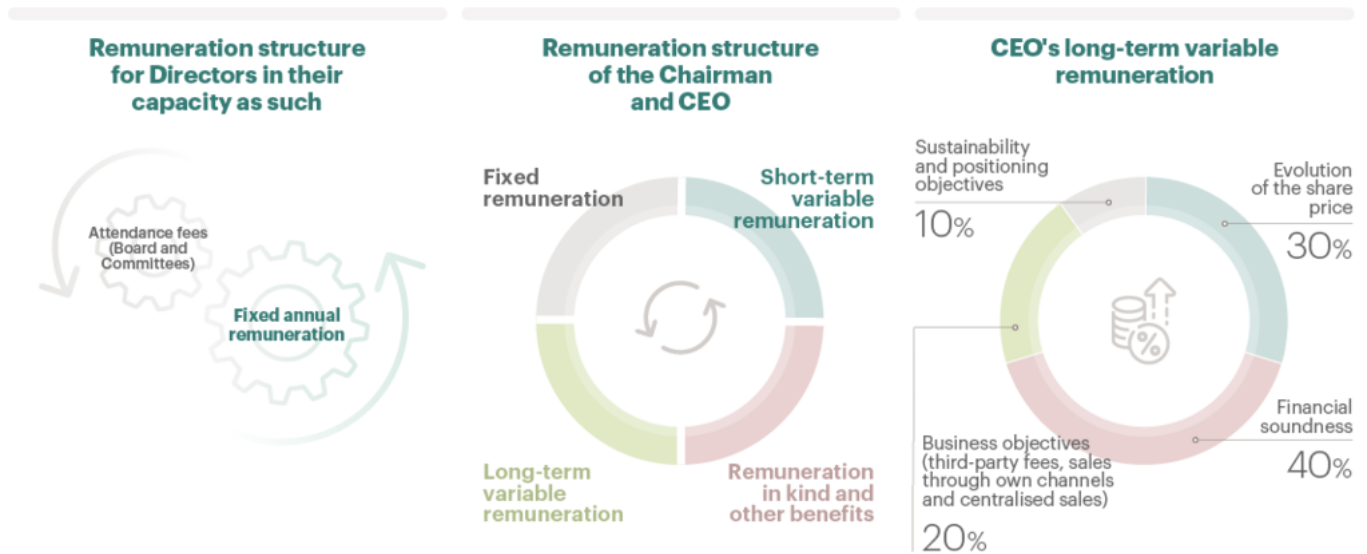 Remuneration structure
for Directors in their
capacity as such
Attendance fees
(Board and
Committees)
Fixed annual
remuneration
Remuneration structure
of the Chairman
and CEO
Fixed
remuneration
Short-term
variable
remuneration
Long-term
variable
remuneration
Remuneration
in kind and
other benefits
CEO's long-term variable
remuneration
Sustainability
and positioning
objectives
10%
Evolution
of the share
price
30%
Business objectives
(third-party fees, sales
through own channels
and centralised sales)
20%
Financial
soundness
40%
%